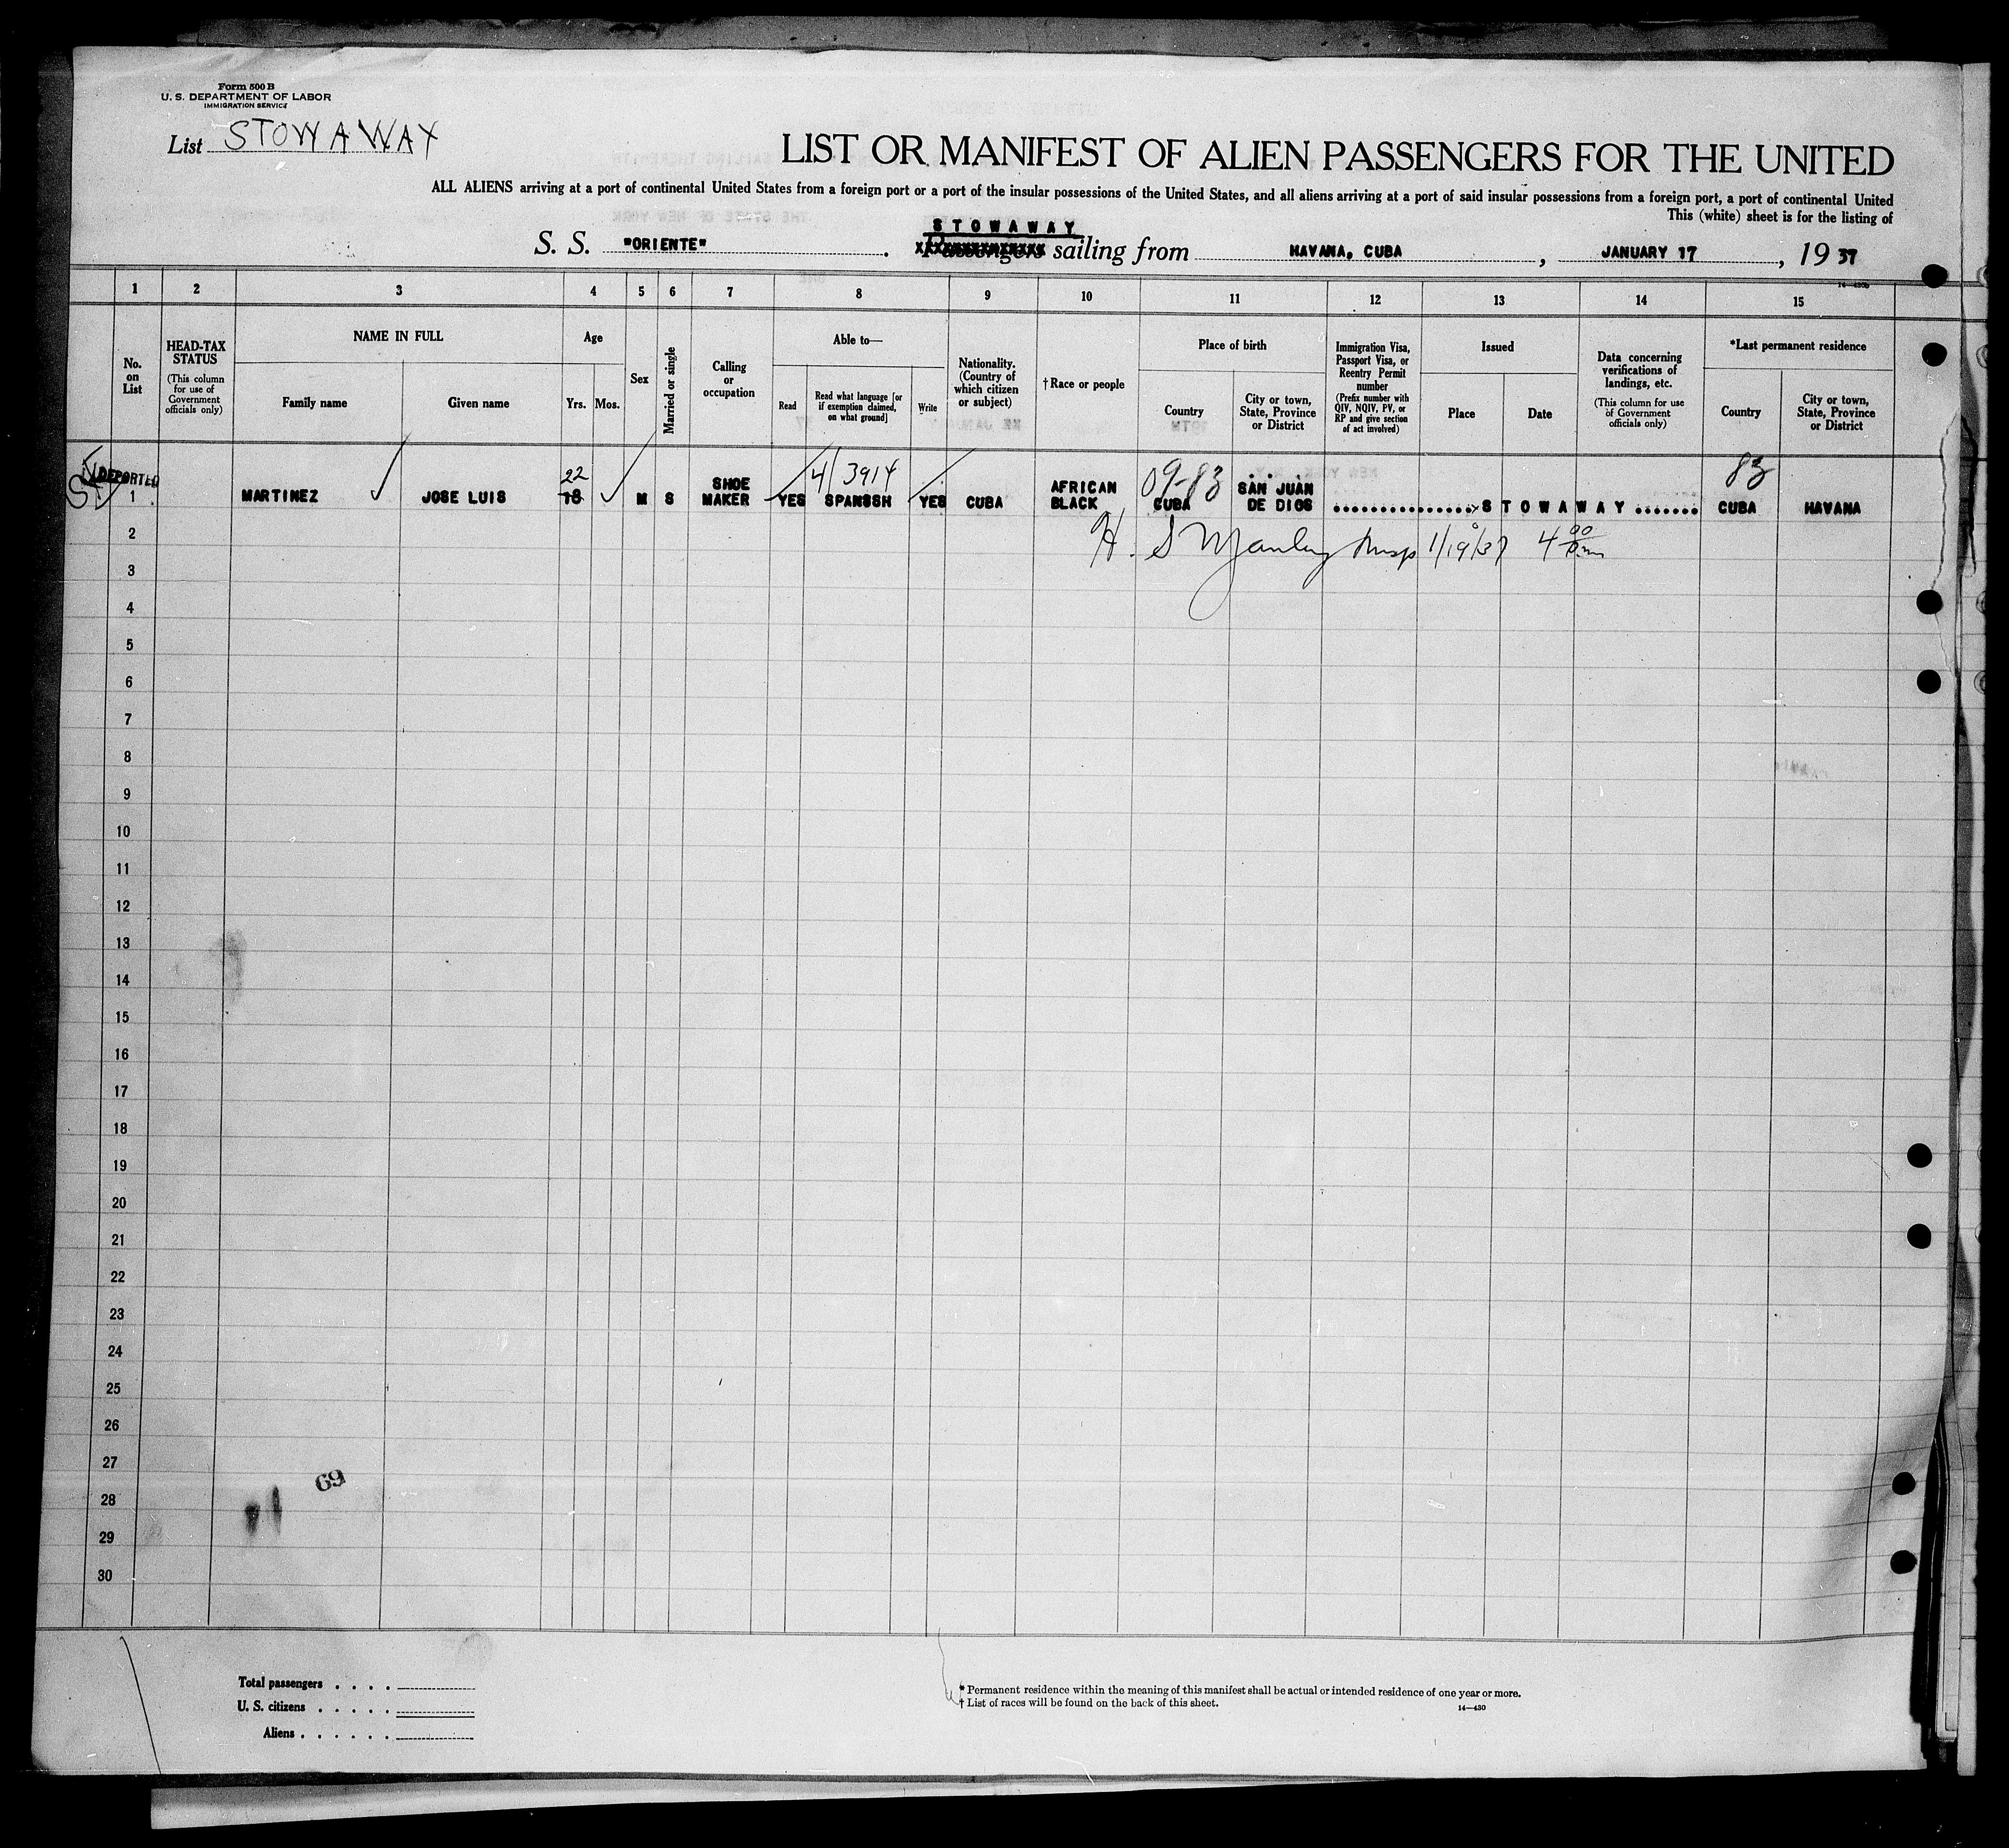 Form 500 B
U. S. DEPARTMENT OF LABOR
IMMIGRATION SERVICE
List STOWAWAY
LIST OR MANIFEST OF ALIEN PASSENGERS FOR THE UNITED
ALL ALIENS arriving at a port of continental United States from a foreign port or a port of the insular possessions of the United States, and all aliens arriving at a port of said insular possessions from a foreign port, a port of continental United
This (white) sheet is for the listing of
STOWAWAY
S. S. "ORIENTE". Passengers sailing from HAVANA, CUBA, JANUARY 17, 19 37
14—430b
1 2 3 4 5 6 7 8 9 10 11 12 13 14 15
No. on List
HEAD-TAX STATUS
(This column for use of Government officials only)
NAME IN FULL
Family name Given name
Age
Yrs. Mos.
Sex
Married or single
Calling or occupation
Able to—
Read
Read what language [or if exemption claimed, on what ground]
Write
Nationality. (Country of which citizen or subject)
†Race or people
Place of birth
Country
City or town, State, Province or District
Immigration Visa, Passport Visa, or Reentry Permit number
(Prefix number with QIV, NQIV, PV, or RP and give section of act involved)
Issued
Place Date
Data concerning verifications of landings, etc.
(This column for use of Government officials only)
*Last permanent residence
Country
City or town, State, Province or District
DEPORTED
22 4/3914 09-83 83
1 MARTINEZ JOSE LUIS 18 M S SHOE MAKER YES SPANSSH YES CUBA AFRICAN BLACK CUBA SAN JUAN DE DIOS ...............STOWAWAY....... CUBA HAVANA
2 H. S Manley Insp 1/19/37 4 00 p.m
3
4
5
6
7
8
9
10
11
12
13
14
15
16
17
18
19
20
21
22
23
24
25
26
27
69
28
29
30
Total passengers . . . .
U. S. citizens . . . . .
Aliens . . . . . .
* Permanent residence within the meaning of this manifest shall be actual or intended residence of one year or more.
† List of races will be found on the back of this sheet.
14—430